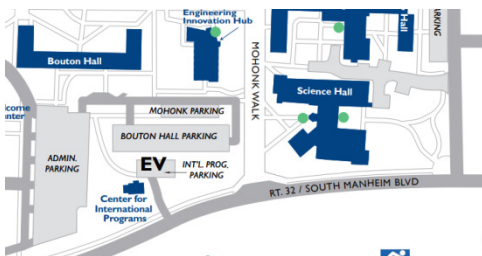 Engineering
Innovation Hub
Hall
PARKING
Bouton Hall
MOHONK WALK
Science Hall
MOHONK PARKING
BOUTON HALL PARKING
ADMIN.
PARKING
EV
INT'L. PROG.
PARKING
Center for
International
Programs
RT. 32 / SOUTH MANHEIM BLVD